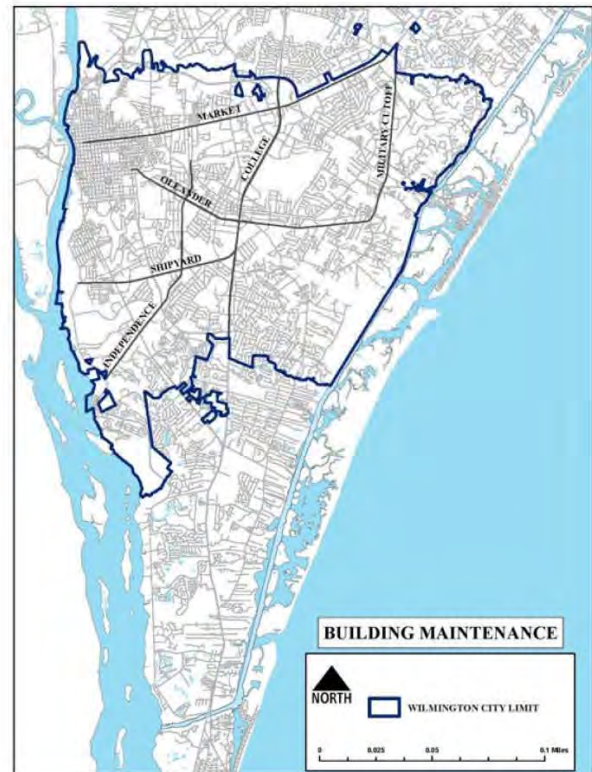 MARKET
COLLEGE
MILITARY CUTOFF
OLEANDER
SHIPYARD
INDEPENDENCE
BUILDING MAINTENANCE
NORTH
WILMINGTON CITY LIMIT
0 0.025 0.05 0.1 Miles